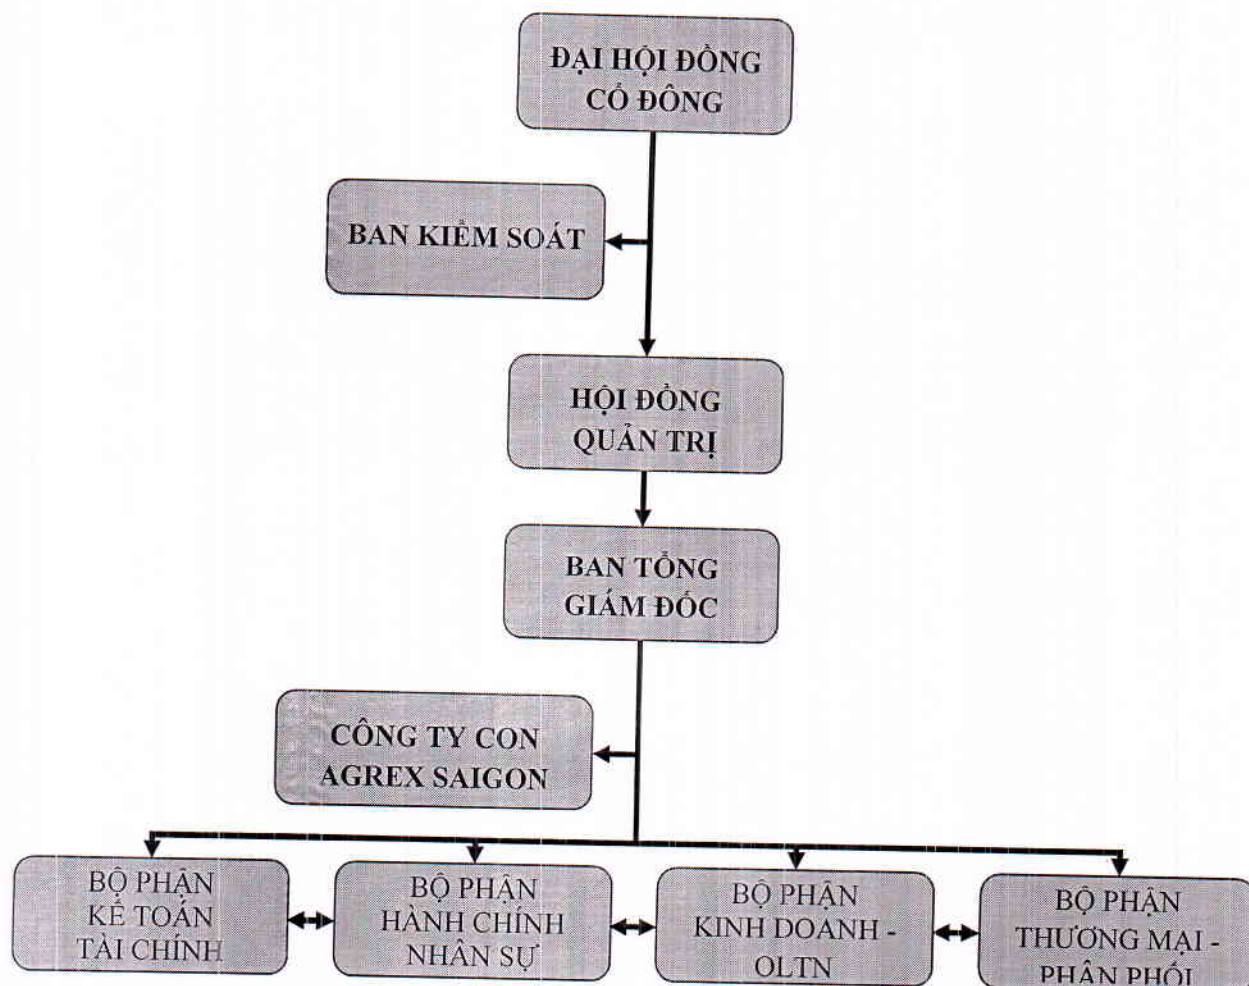 ĐẠI HỘI ĐỒNG
CỔ ĐÔNG
BAN KIỂM SOÁT
HỘI ĐỒNG
QUẢN TRỊ
BAN TỔNG
GIÁM ĐỐC
CÔNG TY CON
AGREX SAIGON
BỘ PHẬN
KẾ TOÁN
TÀI CHÍNH
BỘ PHẬN
HÀNH CHÍNH
NHÂN SỰ
BỘ PHẬN
KINH DOANH -
OLTN
BỘ PHẬN
THƯƠNG MẠI -
PHÂN PHỐI